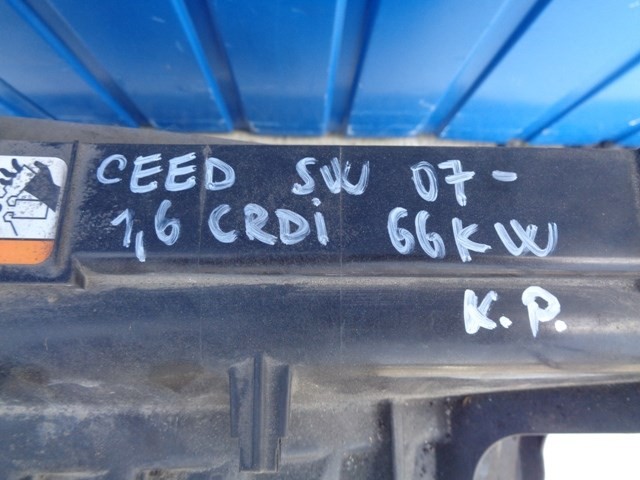 CEED SW 07-
1,6 CRDi 66KW
K.P.